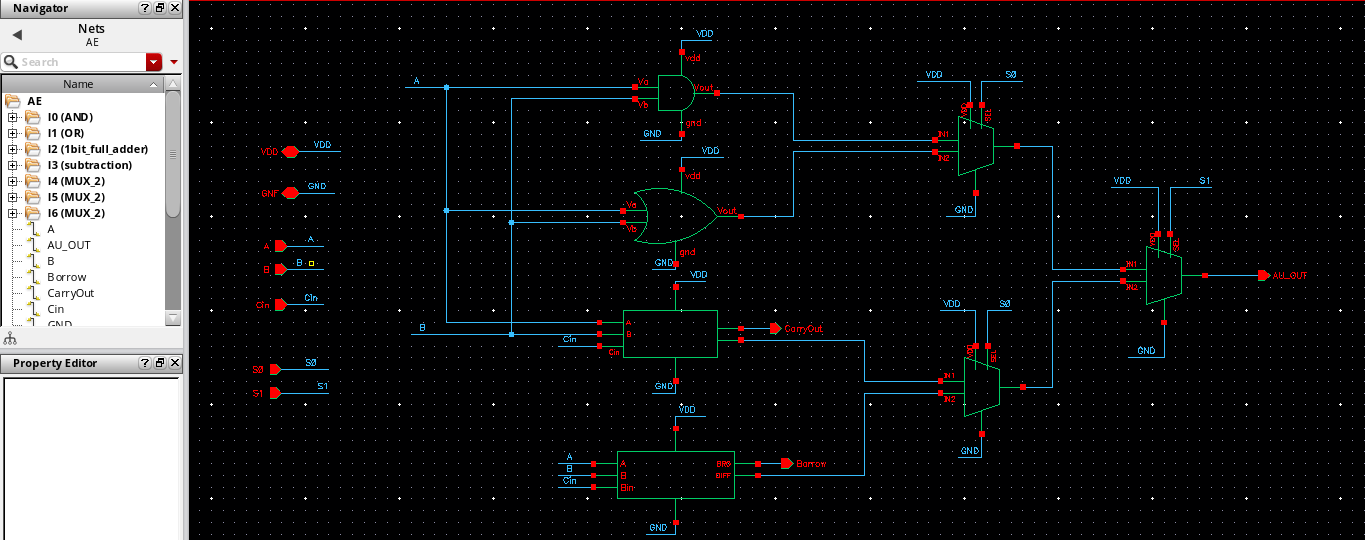 Navigator
Nets
AE
Search
Name
AE
I0 (AND)
I1 (OR)
I2 (1bit_full_adder)
I3 (subtraction)
I4 (MUX_2)
I5 (MUX_2)
I6 (MUX_2)
A
AU_OUT
B
Borrow
CarryOut
Cin
GND
Property Editor
VDD VDD
GND
A A
B B
Cin Cin
S0 S0
S1 S1
VDD
vdd
A
Va
Vb
Vout
gnd
GND
VDD
vdd
Va
Vb
Vout
gnd
GND
VDD
B
Cin
A
B
Cin
CarryOut
GND
VDD
A
B
Cin
A
B
Bin
BRG
DIFF
Borrow
GND
VDD S0
IN1
IN2
GND
VDD S0
IN1
IN2
GND
VDD S1
IN1
IN2
GND
AU_OUT